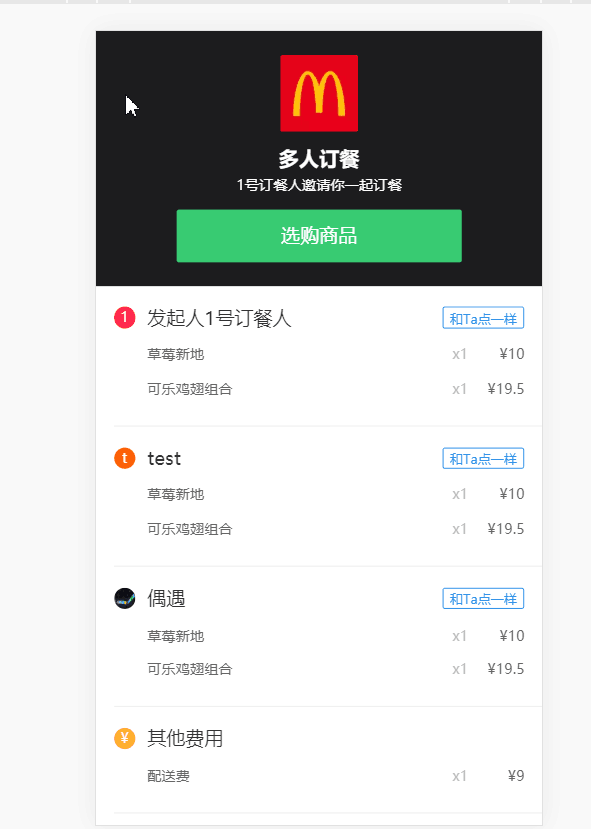 多人订餐
1号订餐人邀请你一起订餐
选购商品
1 发起人1号订餐人 和Ta点一样
草莓新地 x1 ¥10
可乐鸡翅组合 x1 ¥19.5
t test 和Ta点一样
草莓新地 x1 ¥10
可乐鸡翅组合 x1 ¥19.5
偶遇 和Ta点一样
草莓新地 x1 ¥10
可乐鸡翅组合 x1 ¥19.5
¥ 其他费用
配送费 x1 ¥9